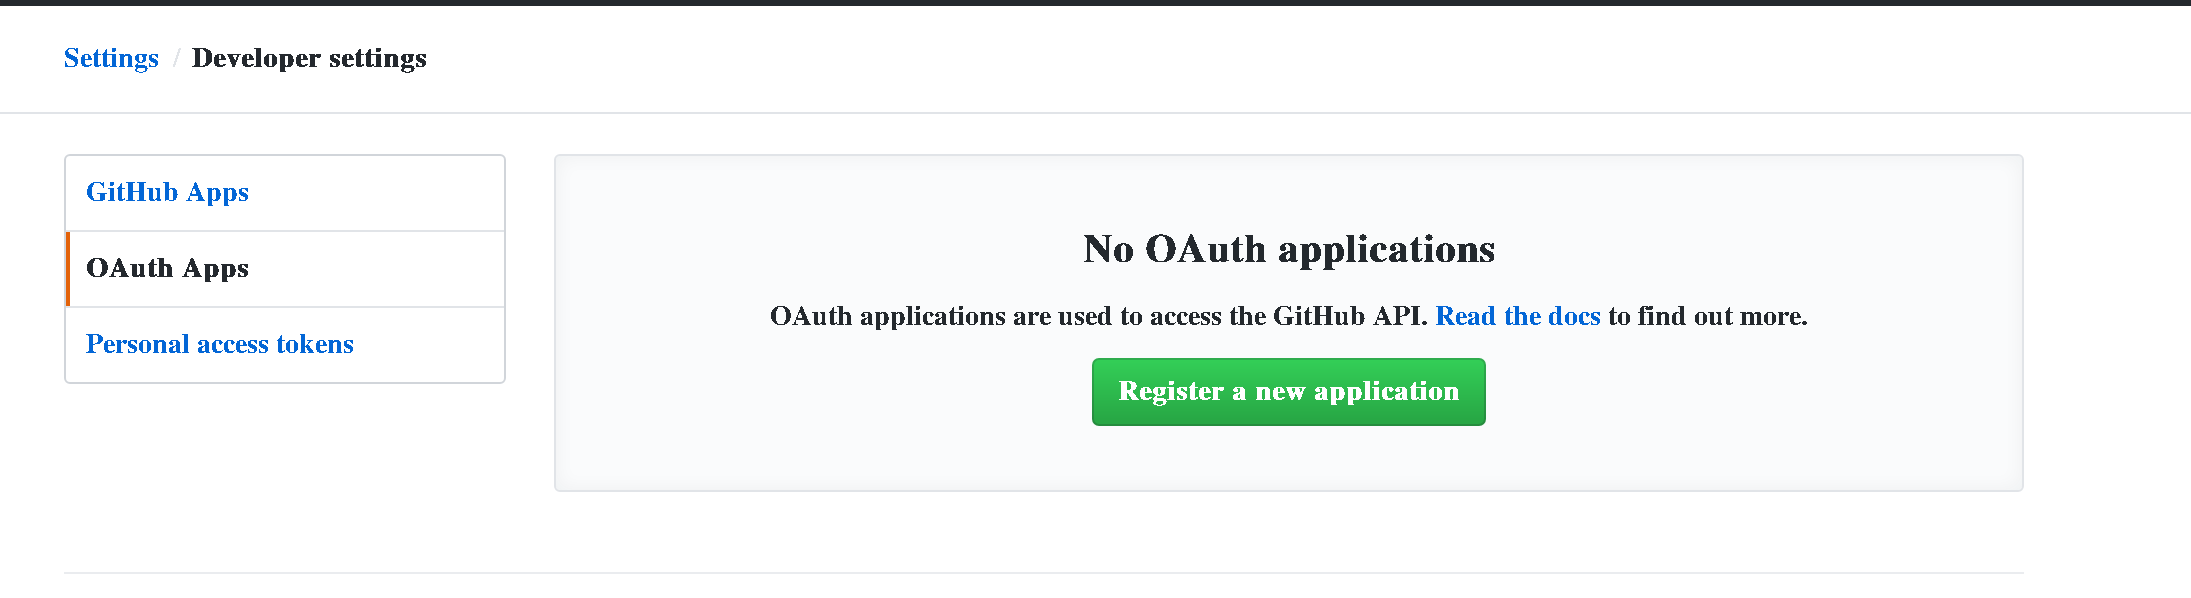 Settings / Developer settings
GitHub Apps
OAuth Apps
Personal access tokens
No OAuth applications
OAuth applications are used to access the GitHub API. Read the docs to find out more.
Register a new application